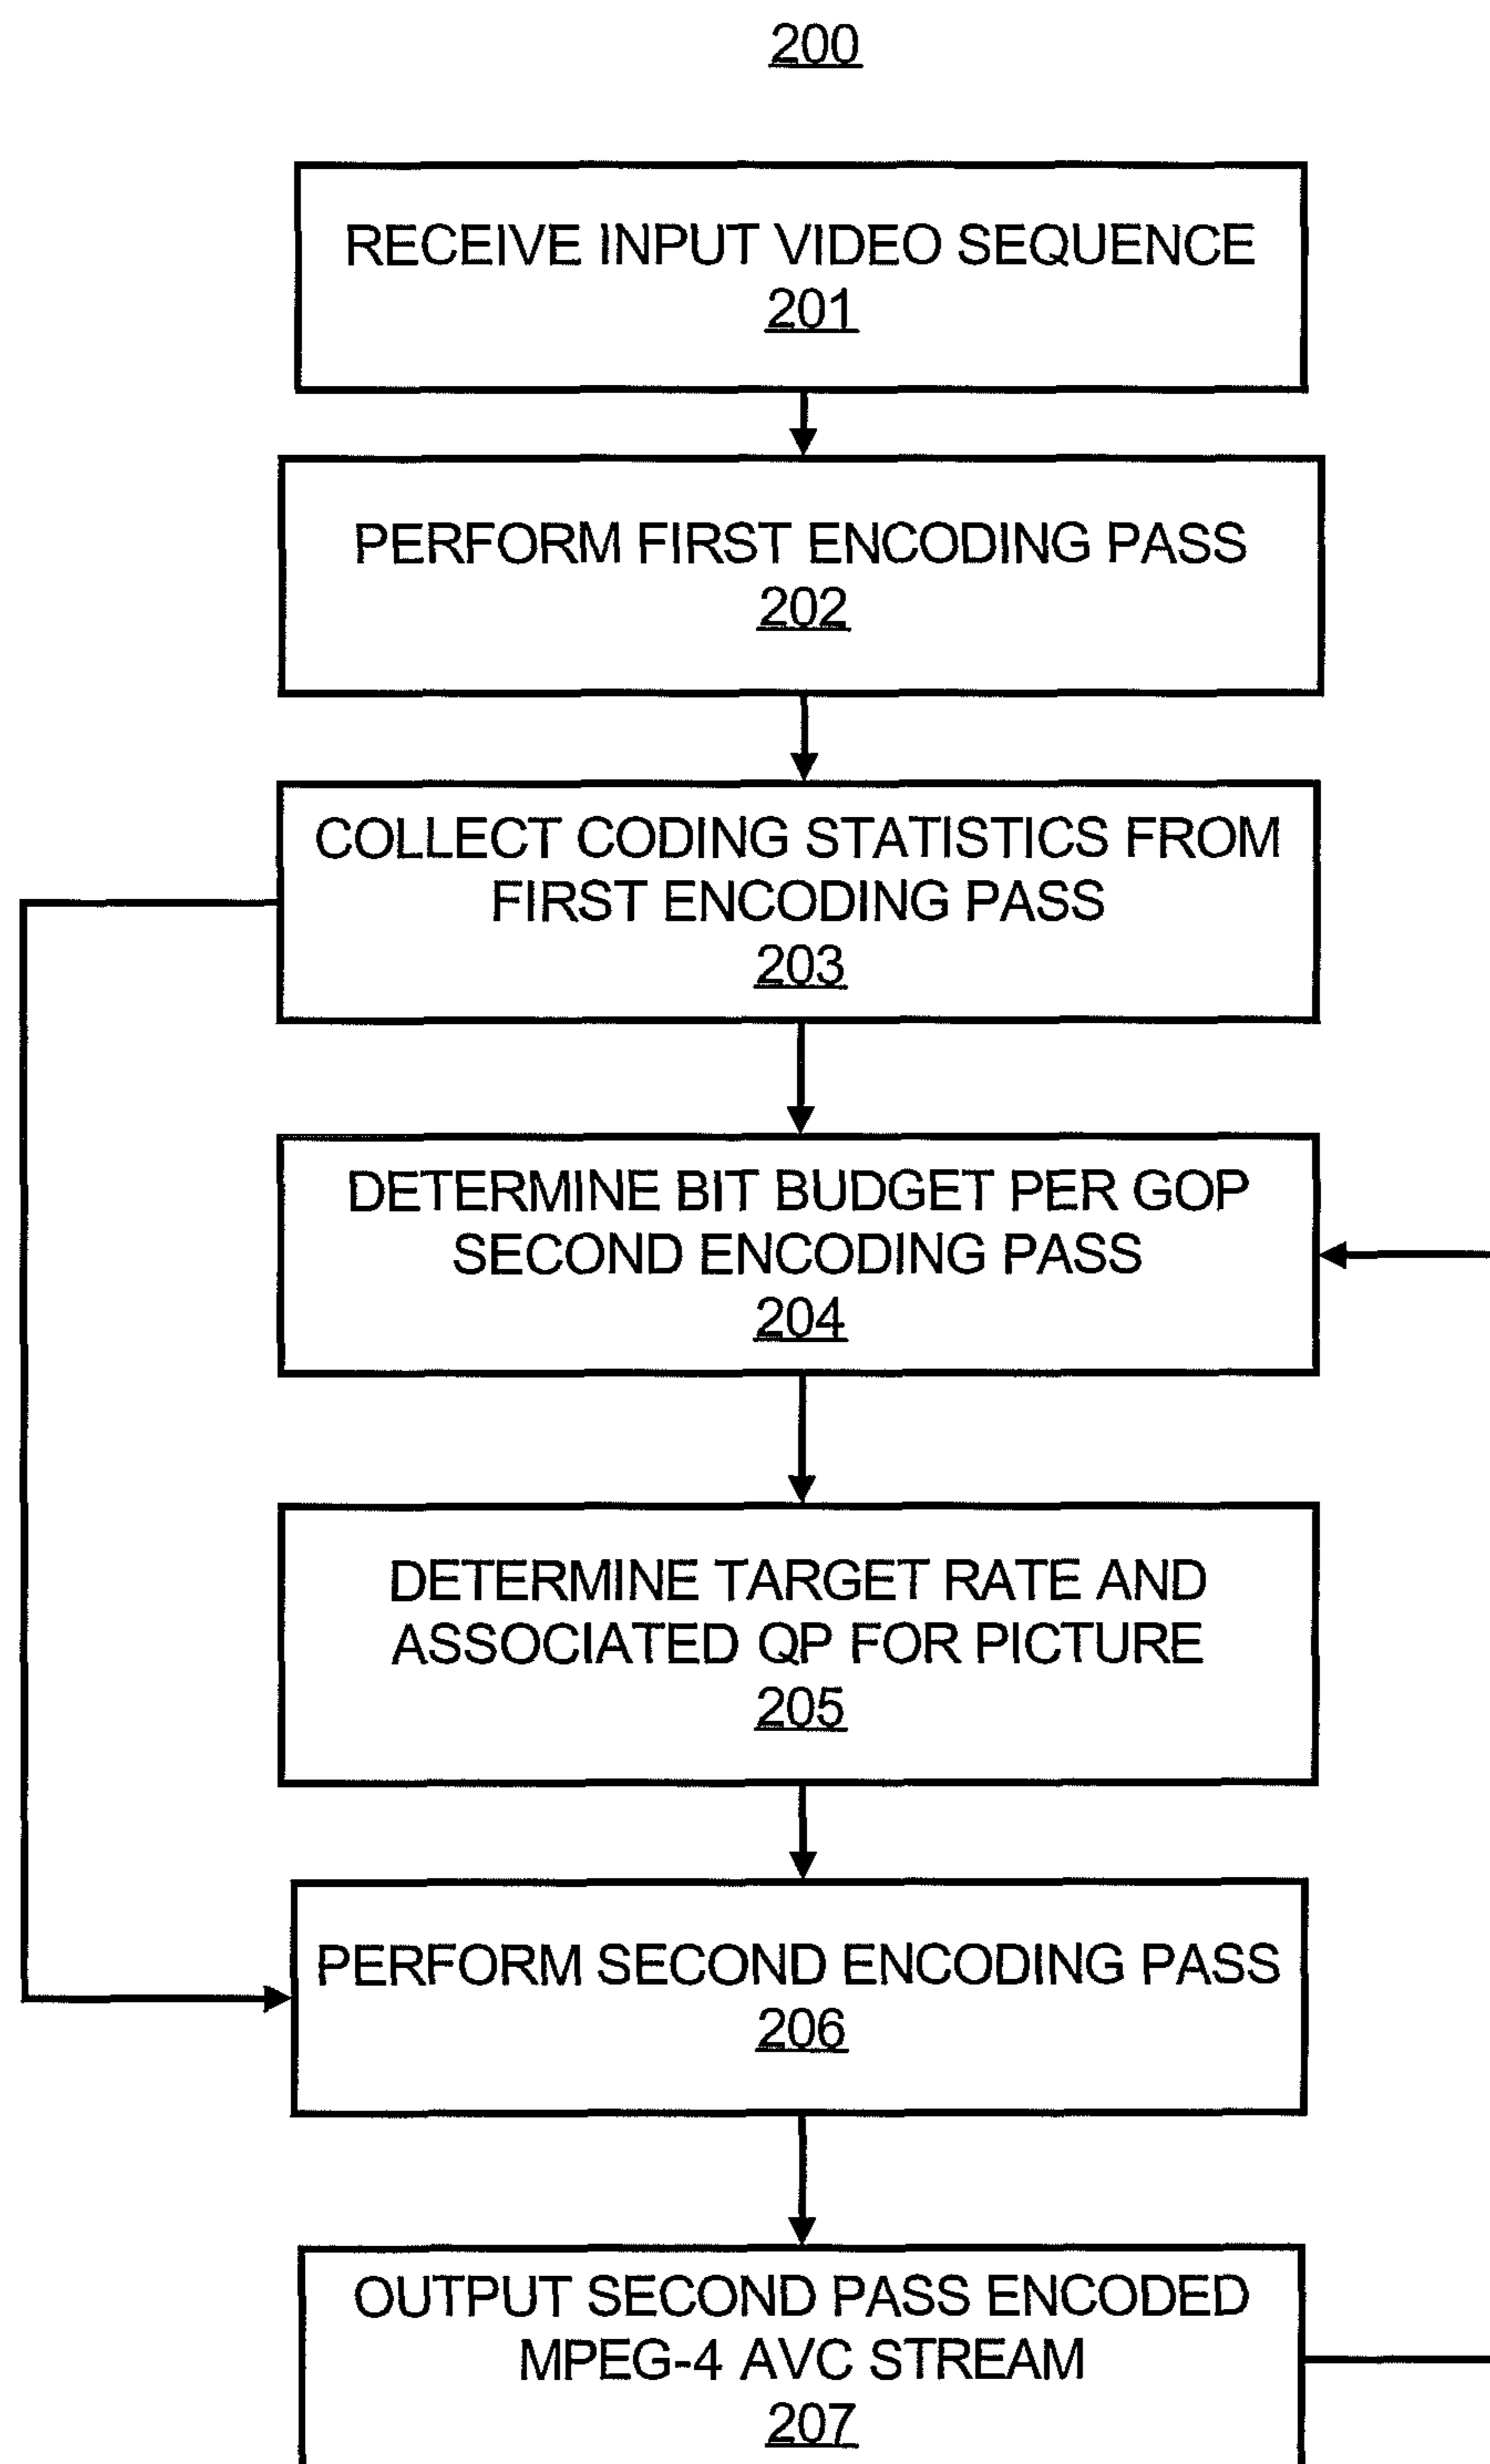 200
RECEIVE INPUT VIDEO SEQUENCE
201
PERFORM FIRST ENCODING PASS
202
COLLECT CODING STATISTICS FROM
FIRST ENCODING PASS
203
DETERMINE BIT BUDGET PER GOP
SECOND ENCODING PASS
204
DETERMINE TARGET RATE AND
ASSOCIATED QP FOR PICTURE
205
PERFORM SECOND ENCODING PASS
206
OUTPUT SECOND PASS ENCODED
MPEG-4 AVC STREAM
207